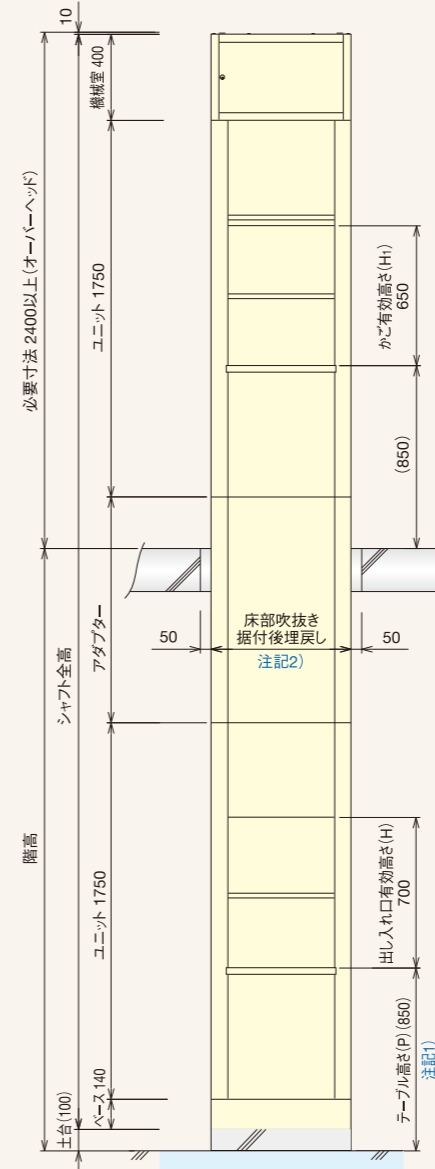 10
機械室 400
必要寸法 2400以上(オーバーヘッド)
ユニット 1750
かご有効高さ(H1)
650
(850)
アダプター
シャフト全高
階高
50
床部吹抜き
据付後埋戻し
注記2)
50
ユニット 1750
出し入れ口有効高さ(H)
700
テーブル高さ(P) (850)
注記1)
ベース 140
土台(100)